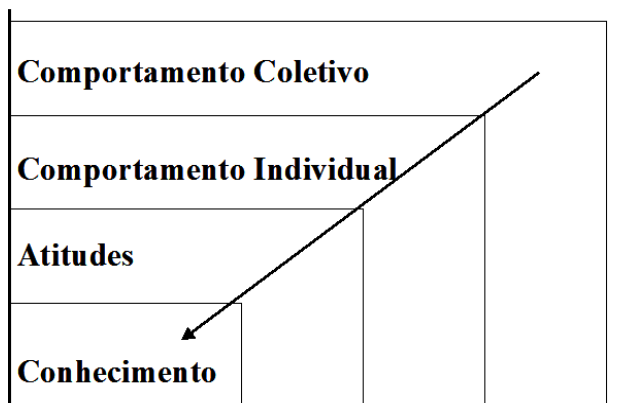 Comportamento Coletivo
Comportamento Individual
Atitudes
Conhecimento